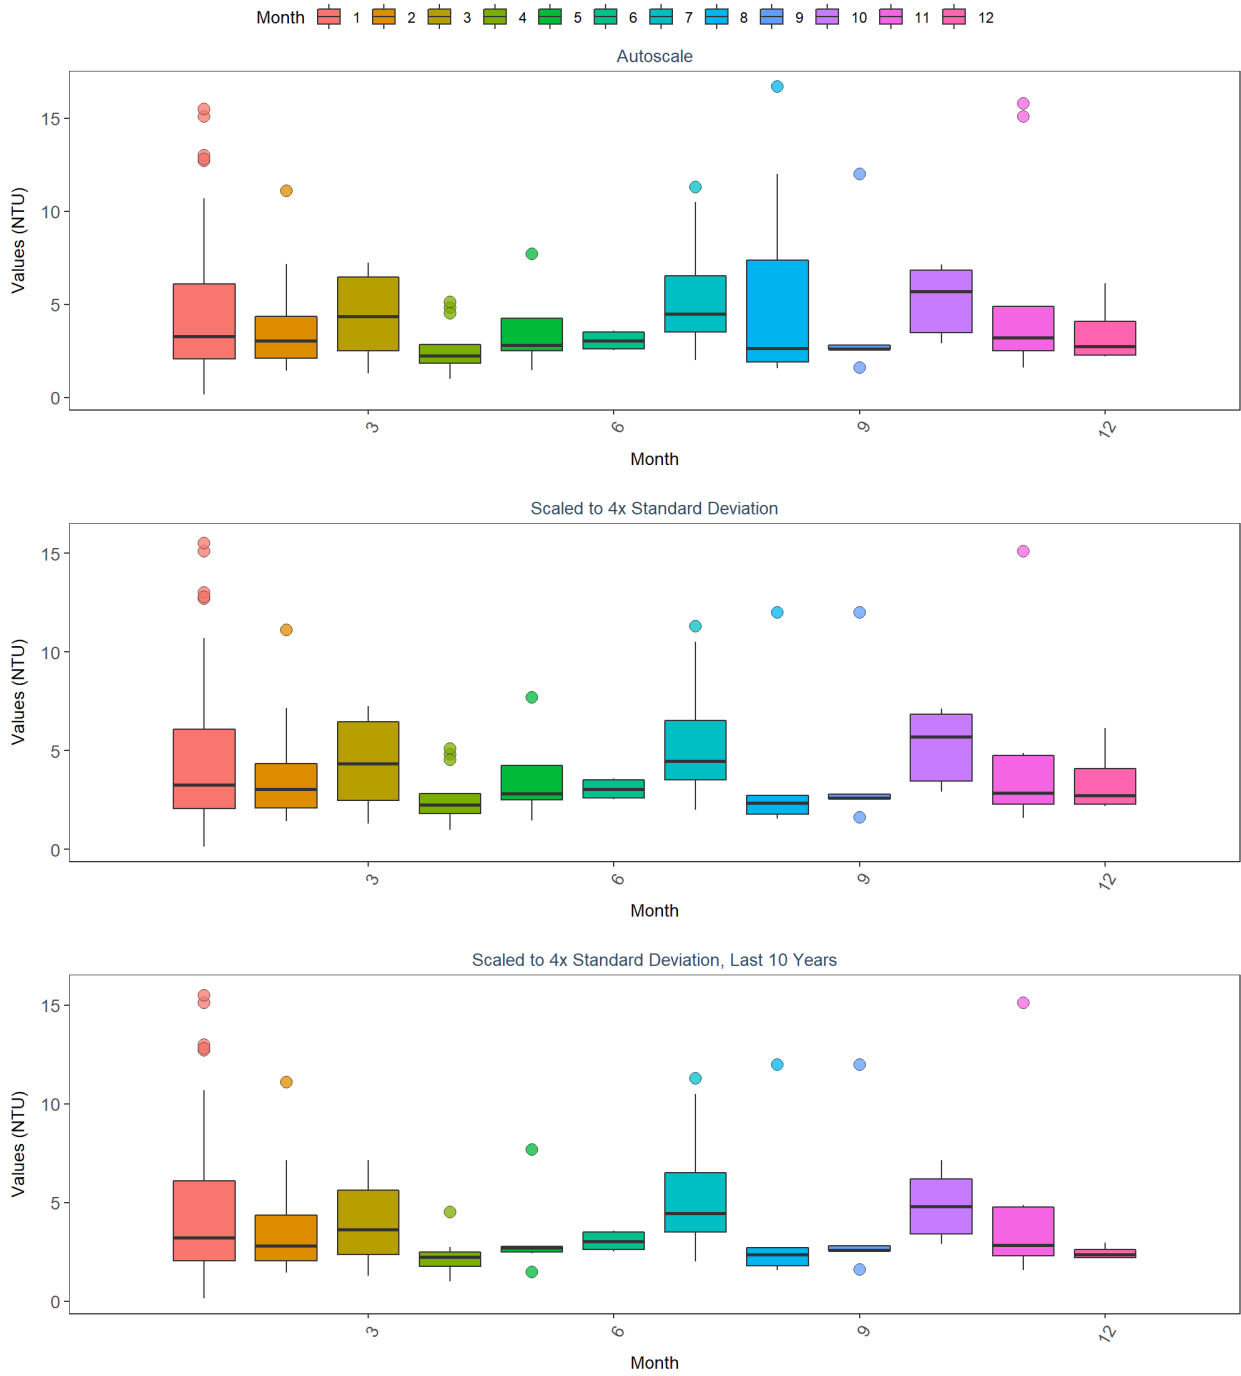 Month 1 2 3 4 5 6 7 8 9 10 11 12
Autoscale
Values (NTU)
15
10
5
0
3 6 9 12
Month
Scaled to 4x Standard Deviation
Values (NTU)
15
10
5
0
3 6 9 12
Month
Scaled to 4x Standard Deviation, Last 10 Years
Values (NTU)
15
10
5
0
3 6 9 12
Month